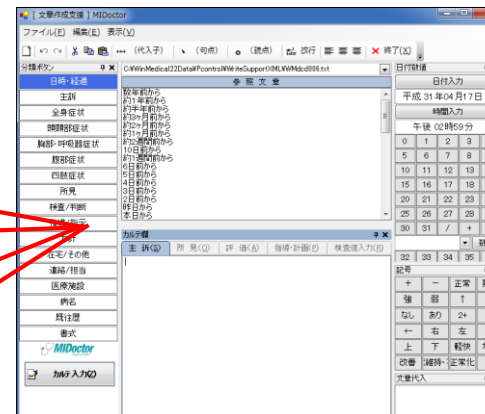 [ 文章作成支援 ] MIDoctor
ファイル(F) 編集(E) 表示(V)
(代入子) 、 (句点) 。 (読点) 改行 終了(X)
分類ボタン
日時・経過
主訴
全身症状
頭頸部症状
胸部・呼吸器症状
腹部症状
四肢症状
所見
検査/判断
在宅/その他
連絡/担当
医療施設
病名
既往歴
書式
MIDoctor
カルテ入力(Z)
C:¥WinMedical22Data¥Pcontrol¥WriteSupport¥XML¥WMdcd006.txt
参照文章
数年前から
約1年前から
約半年前から
約3ヶ月前から
約2ヶ月前から
約1ヶ月前から
約2週間前から
10日前から
約1週間前から
6日前から
5日前から
4日前から
3日前から
2日前から
昨日から
本日から
カルテ欄
主 訴(S) 所 見(O) 評 価(A) 指導・計画(P) 検査値入力(R)
日付数値
日付入力
平成 31年04月17日
時間入力
午後 02時59分
0 1 2 3
5 6 7 8
10 11 12 13
15 16 17 18
20 21 22 23
25 26 27 28
30 31 / +
32 33 34 35
記号
+ － 正常
強 弱 ↑
なし あり 2+
← 右 左
上 下 軽快
改善 維持・ 正常化
文章代入